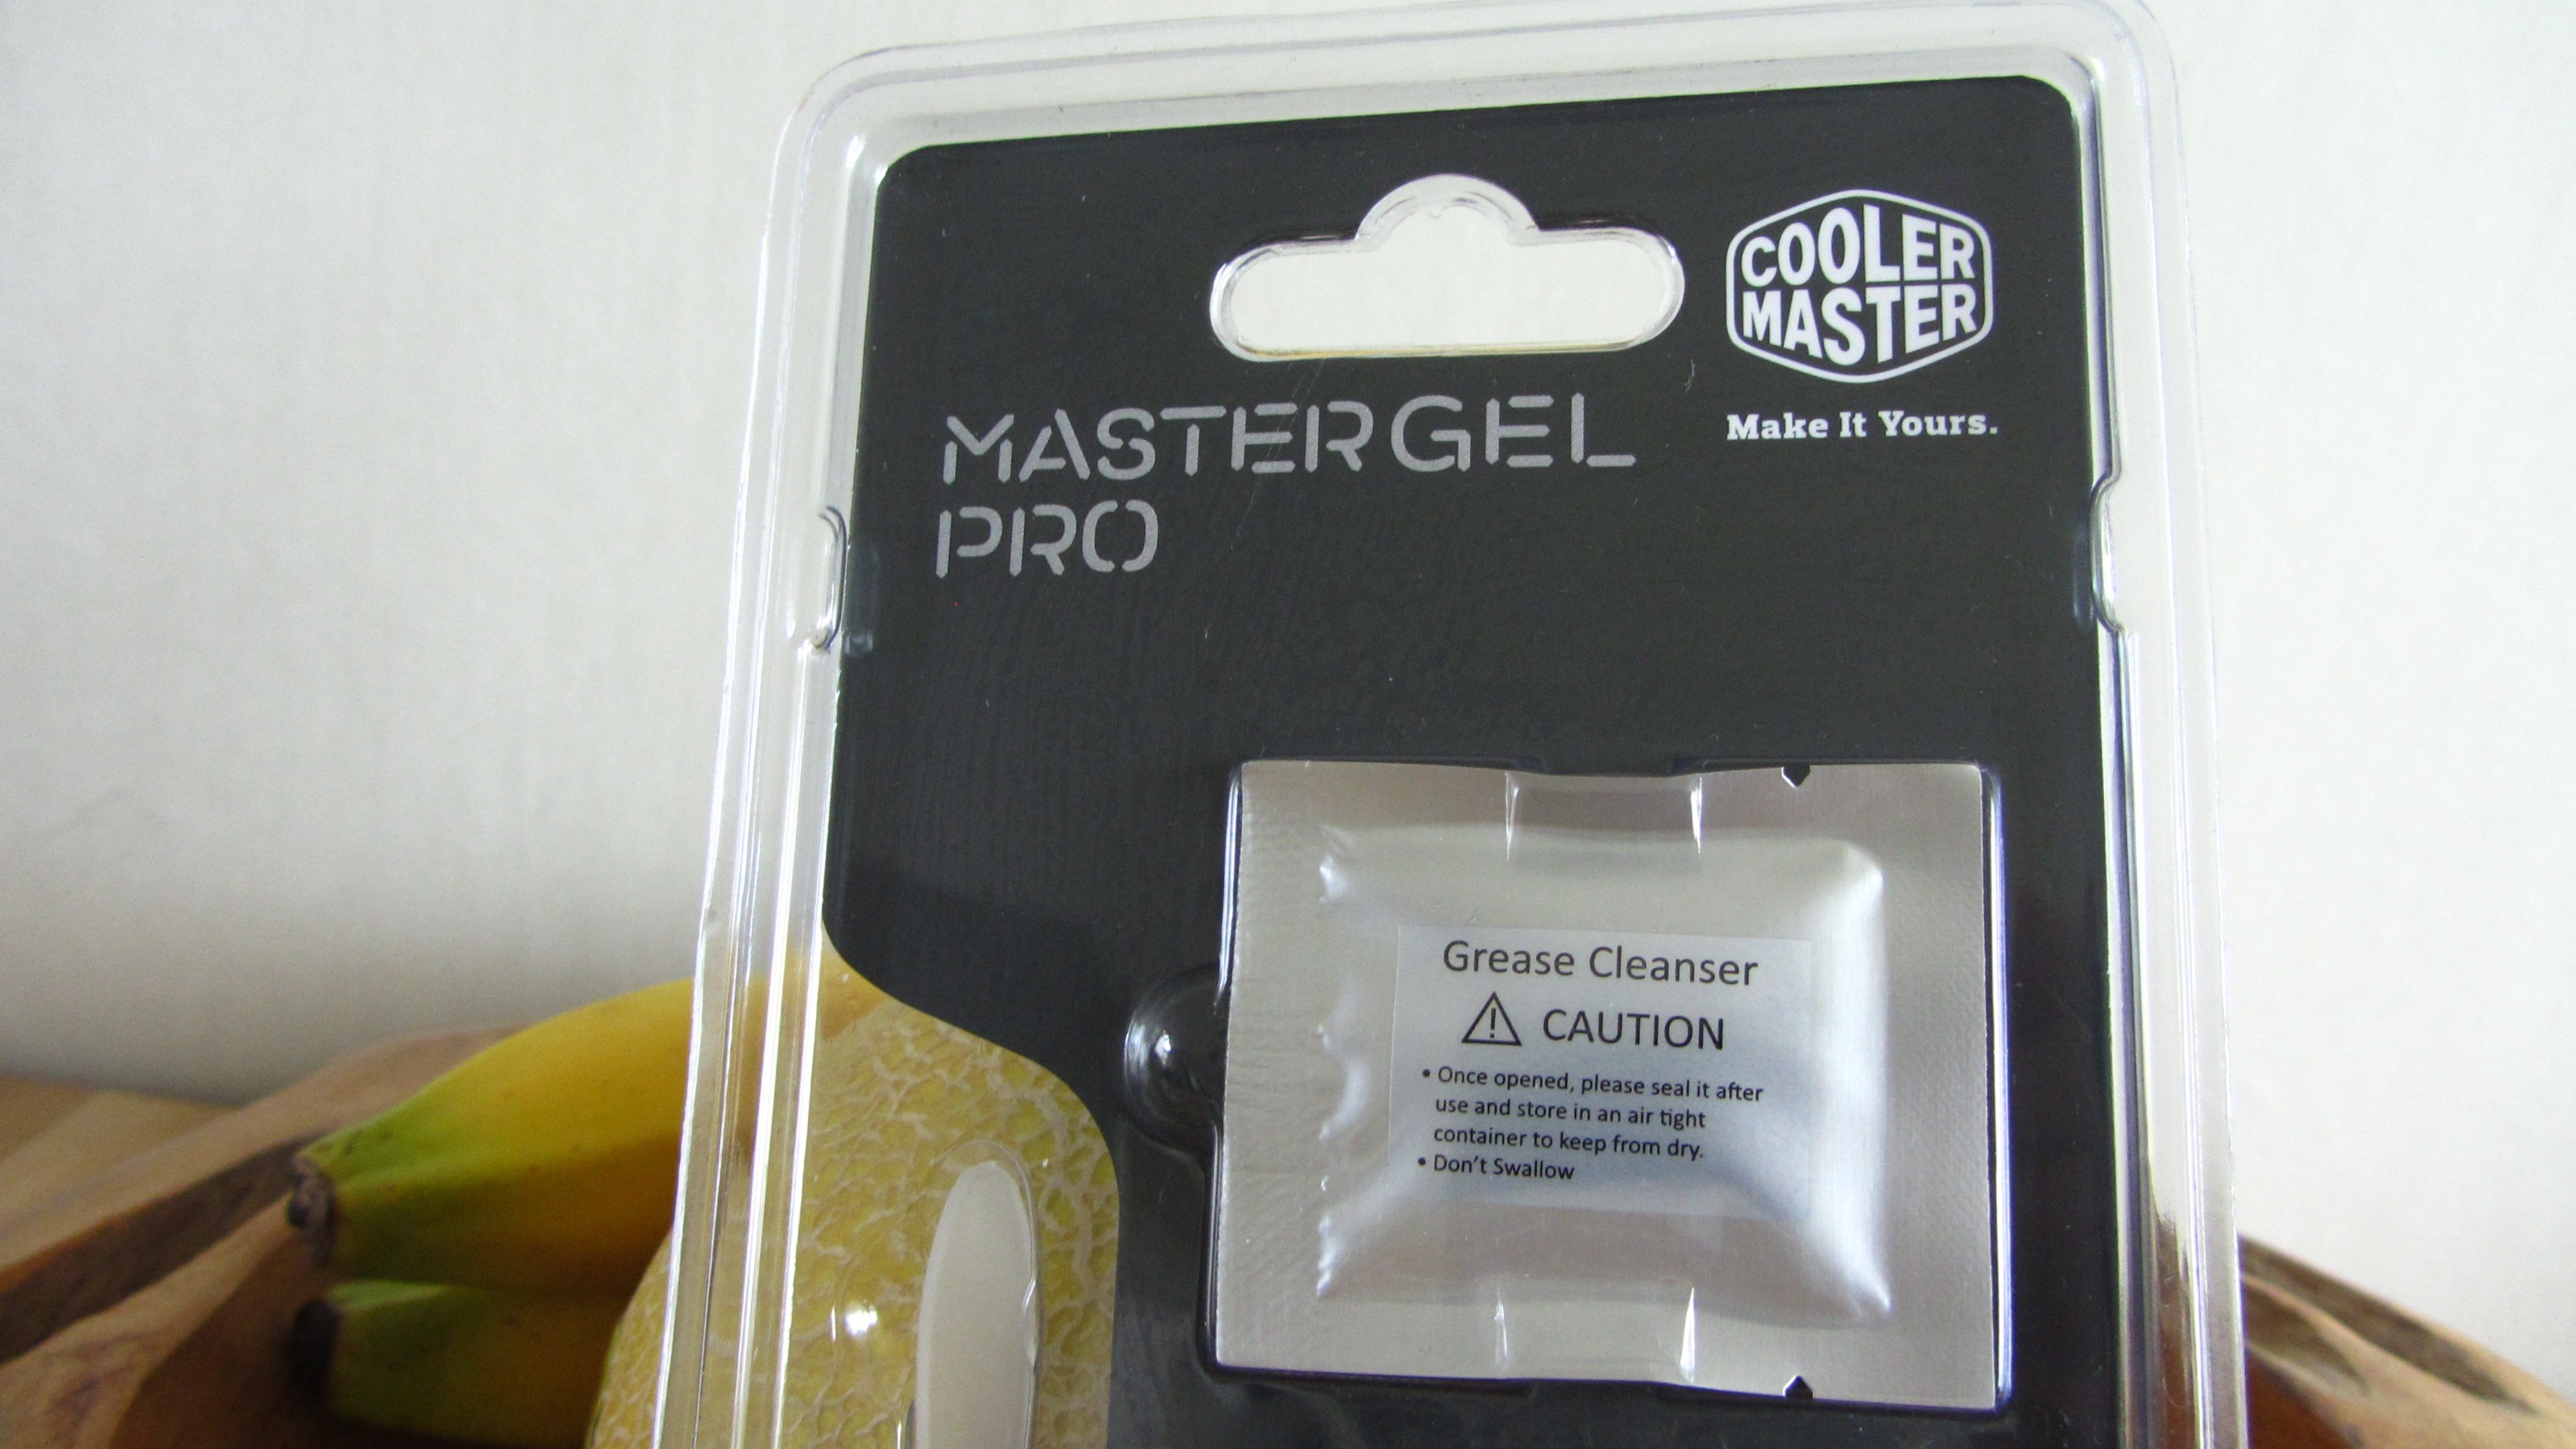 COOLER
MASTER
Make It Yours.
MASTERGEL
PRO
Grease Cleanser
⚠ CAUTION
• Once opened, please seal it after
use and store in an air tight
container to keep from dry.
• Don't Swallow